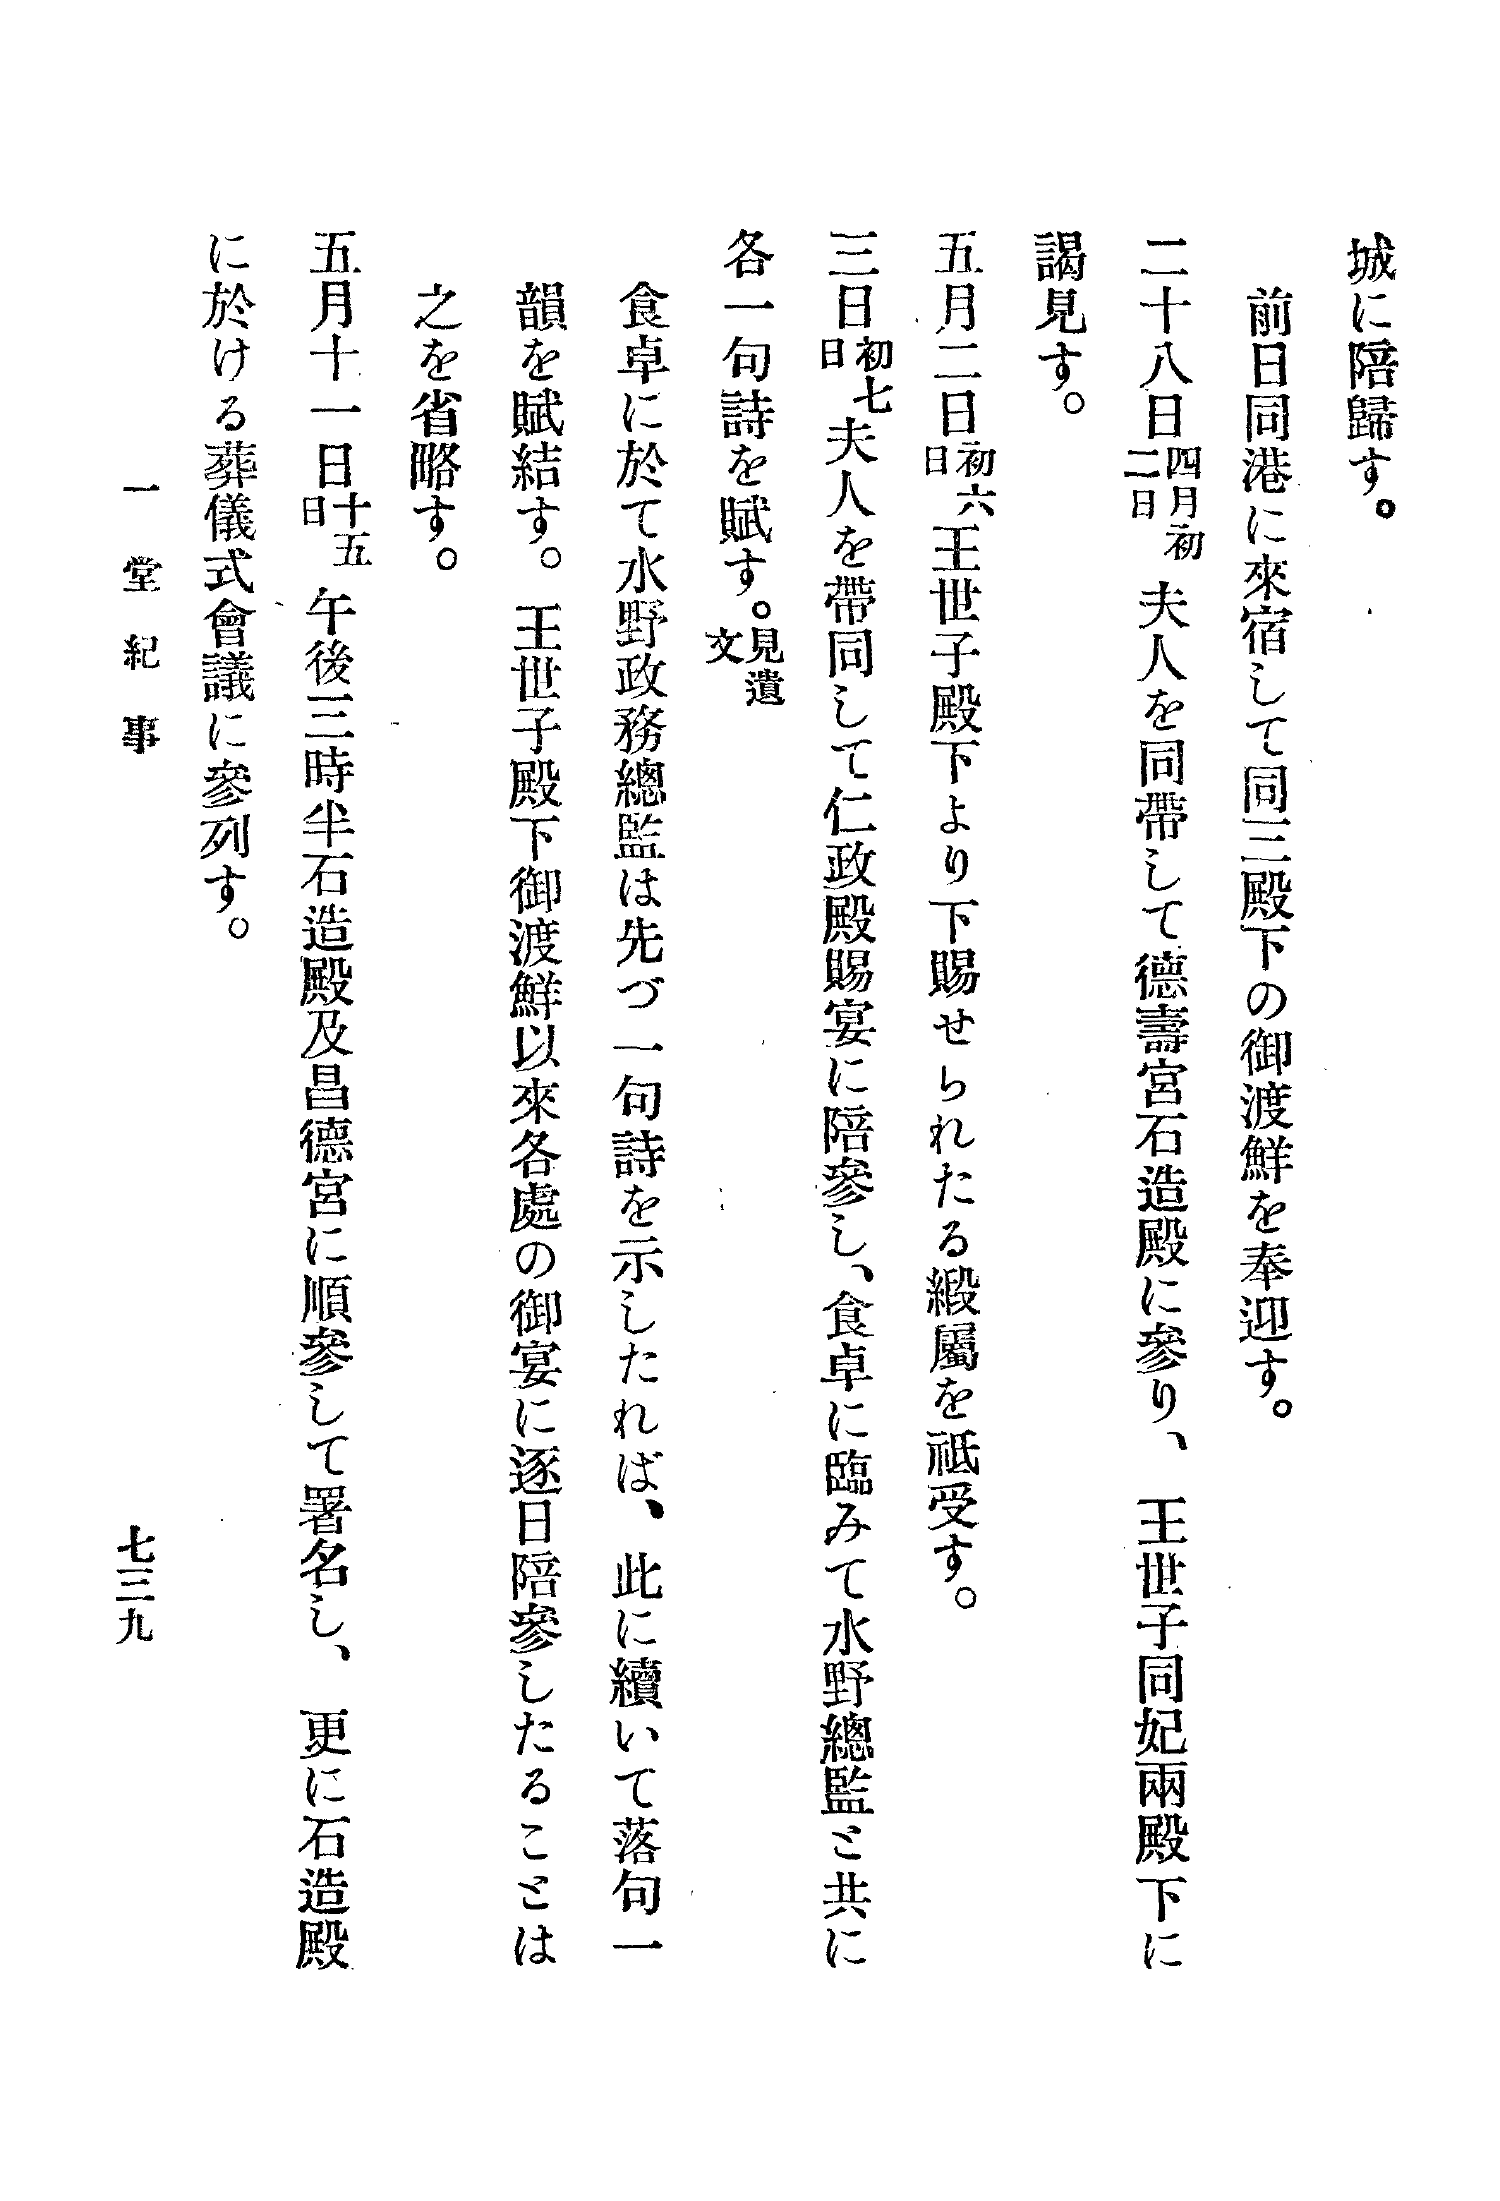 城に陪歸す。
前日同港に來宿して同三殿下の御渡鮮を奉迎す。
二十八日四月初二日夫人を同帶して德壽宮石造殿に參り、王世子同妃兩殿下に
謁見す。
五月二日初六日王世子殿下より下賜せられたる緞屬を祗受す。
三日初七日夫人を帶同して仁政殿賜宴に陪參し、食卓に臨みて水野總監と共に
各一句詩を賦す。見遺文
食卓に於て水野政務總監は先づ一句詩を示したれば、此に續いて落句一
韻を賦結す。王世子殿下御渡鮮以來各處の御宴に逐日陪參したることは
之を省略す。
五月十一日十五日午後三時半石造殿及昌德宮に順參して署名し、更に石造殿
に於ける葬儀式會議に參列す。
一堂紀事
七三九